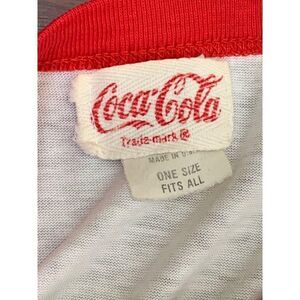 Coca-Cola
Trade-mark®
MADE IN U.S.A.
ONE SIZE
FITS ALL